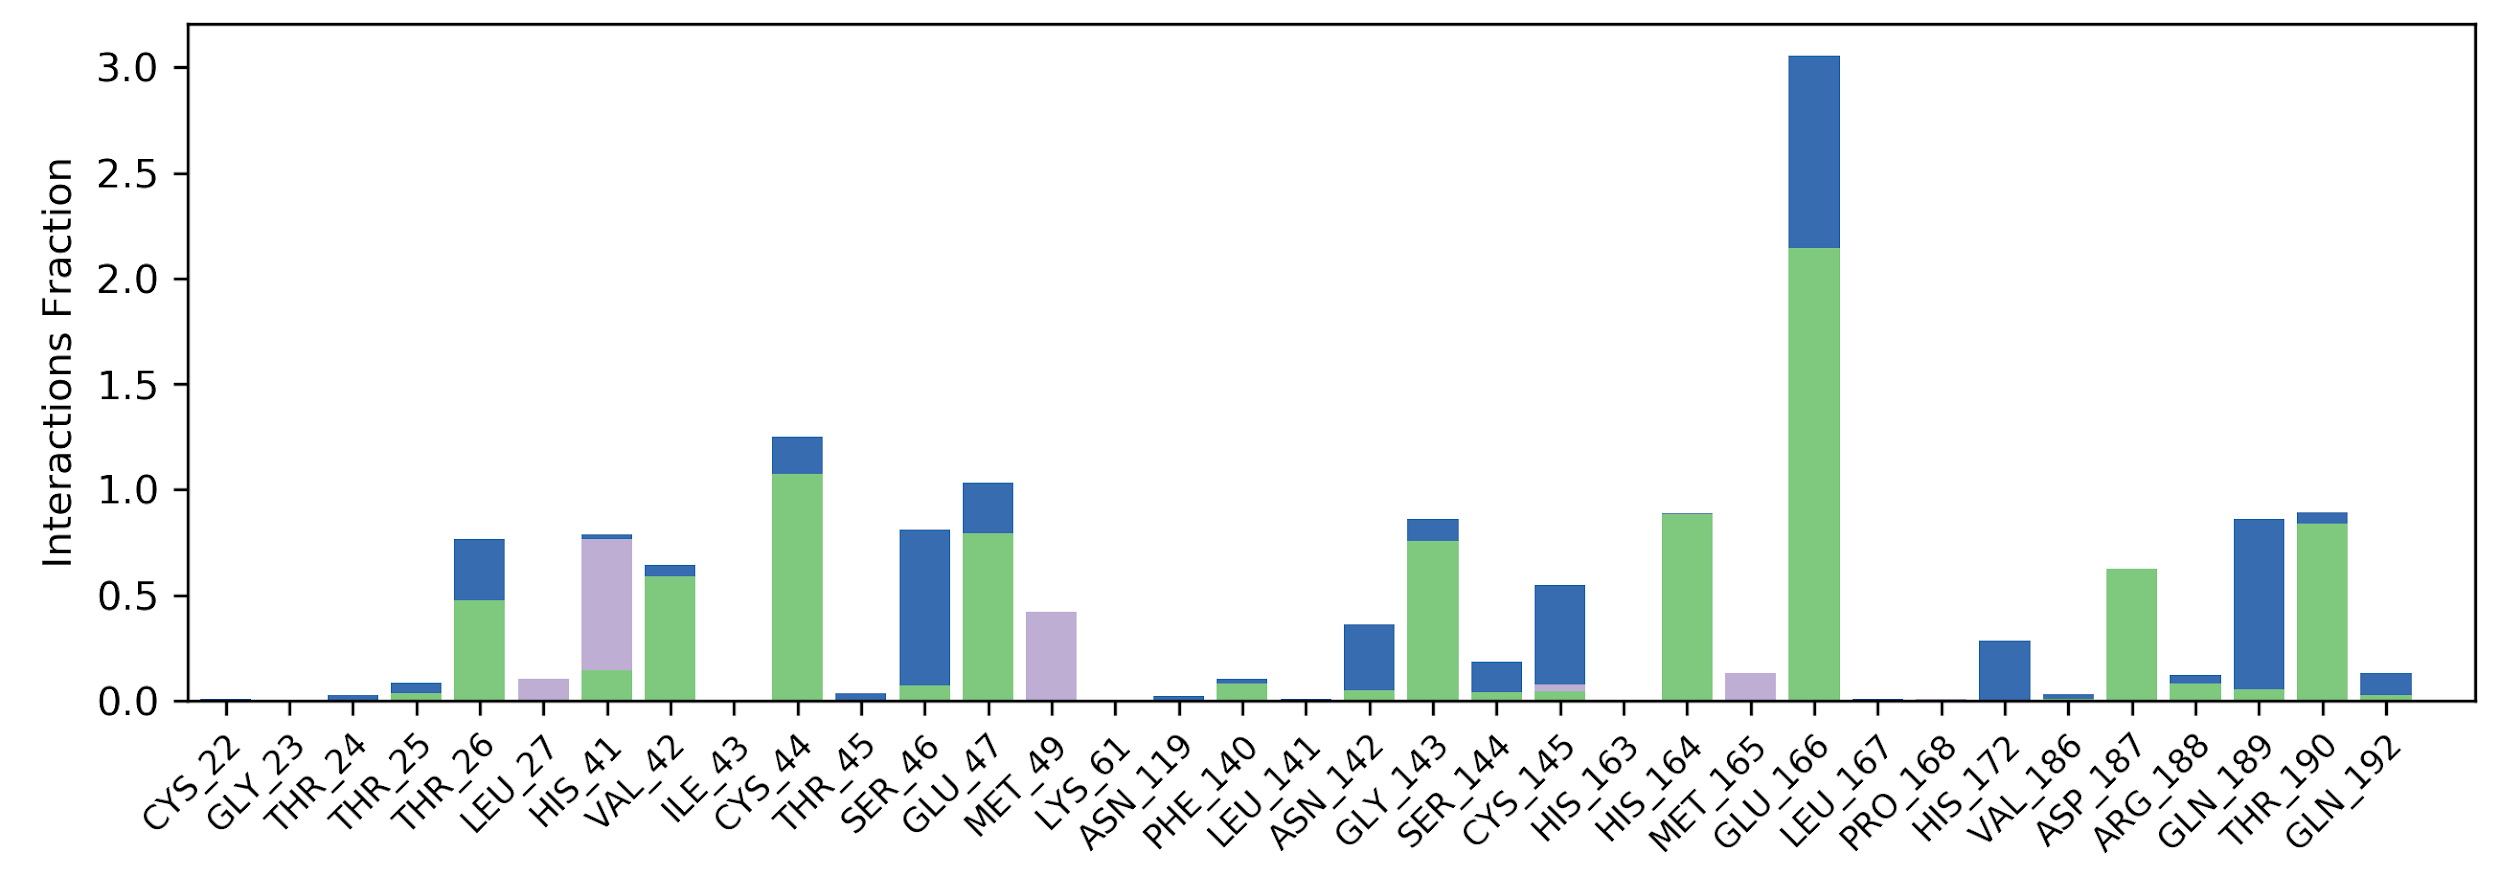 Interactions Fraction
3.0
2.5
2.0
1.5
1.0
0.5
0.0
CYS_22
GLY_23
THR_24
THR_25
THR_26
LEU_27
HIS_41
VAL_42
ILE_43
CYS_44
THR_45
SER_46
GLU_47
MET_49
LYS_61
ASN_119
PHE_140
LEU_141
ASN_142
GLY_143
SER_144
CYS_145
HIS_163
HIS_164
MET_165
GLU_166
LEU_167
PRO_168
HIS_172
VAL_186
ASP_187
ARG_188
GLN_189
THR_190
GLN_192